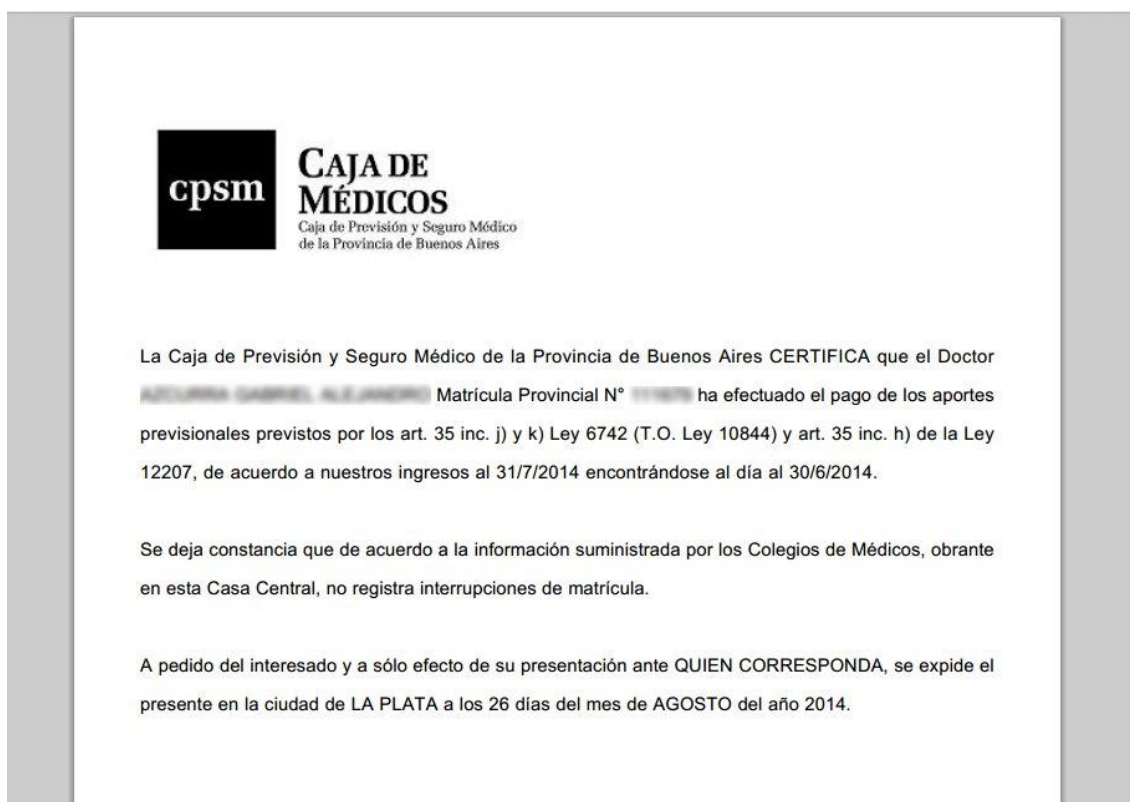 cpsm
CAJA DE
MÉDICOS
Caja de Previsión y Seguro Médico
de la Provincia de Buenos Aires
La Caja de Previsión y Seguro Médico de la Provincia de Buenos Aires CERTIFICA que el Doctor
Matrícula Provincial N° ha efectuado el pago de los aportes
previsionales previstos por los art. 35 inc. j) y k) Ley 6742 (T.O. Ley 10844) y art. 35 inc. h) de la Ley
12207, de acuerdo a nuestros ingresos al 31/7/2014 encontrándose al día al 30/6/2014.
Se deja constancia que de acuerdo a la información suministrada por los Colegios de Médicos, obrante
en esta Casa Central, no registra interrupciones de matrícula.
A pedido del interesado y a sólo efecto de su presentación ante QUIEN CORRESPONDA, se expide el
presente en la ciudad de LA PLATA a los 26 días del mes de AGOSTO del año 2014.